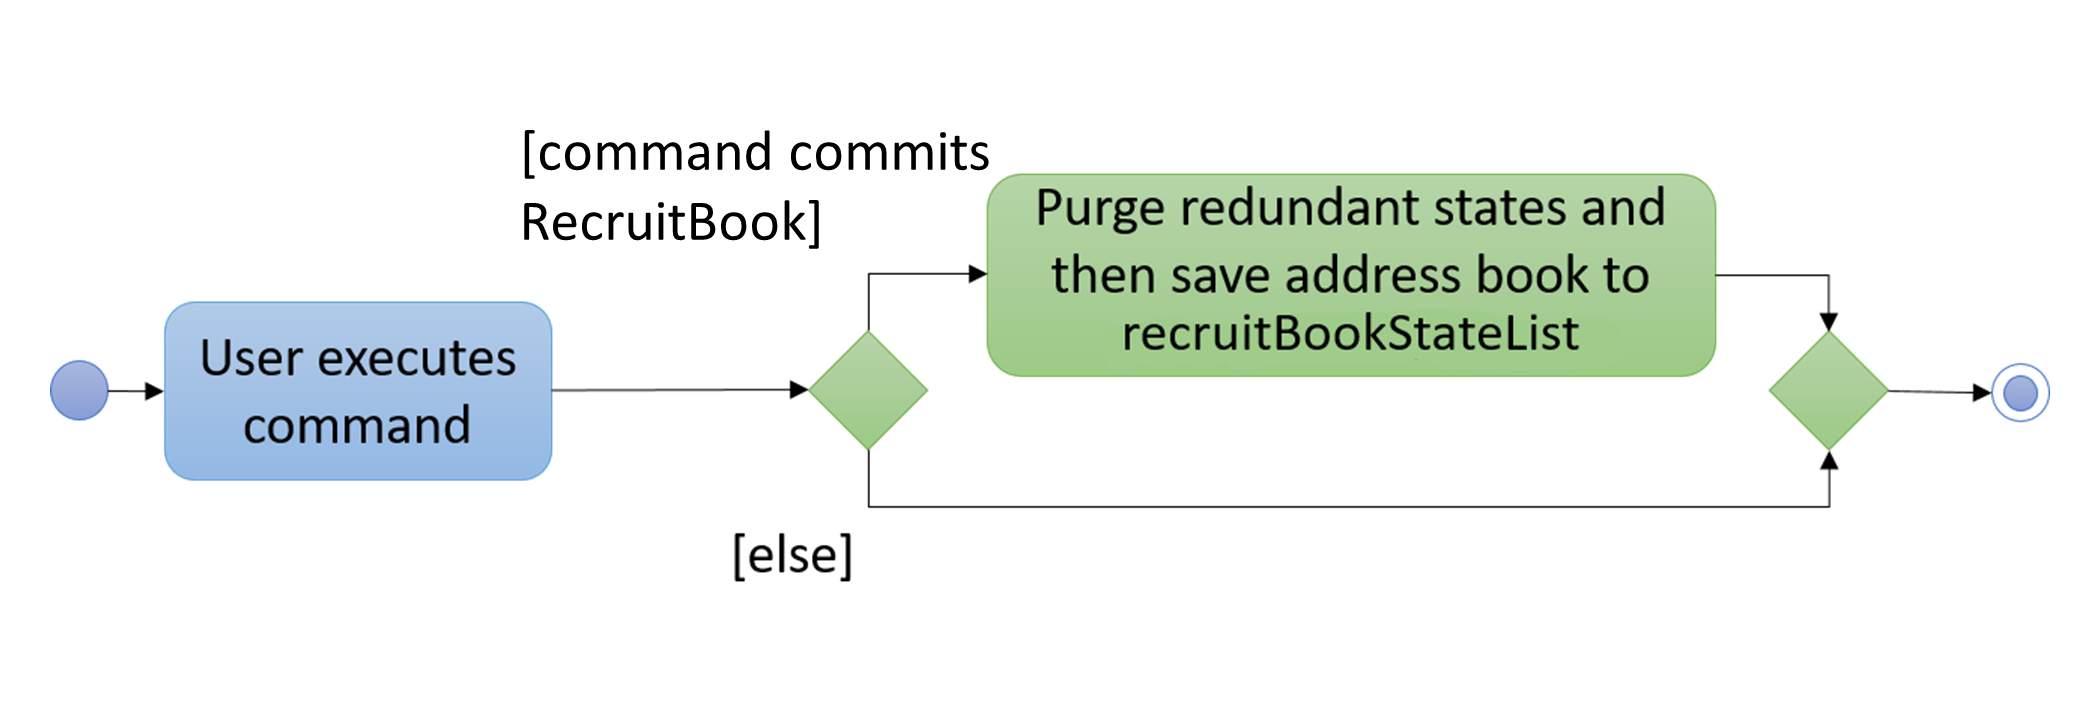 [command commits
RecruitBook]
Purge redundant states and
then save address book to
recruitBookStateList
User executes
command
[else]